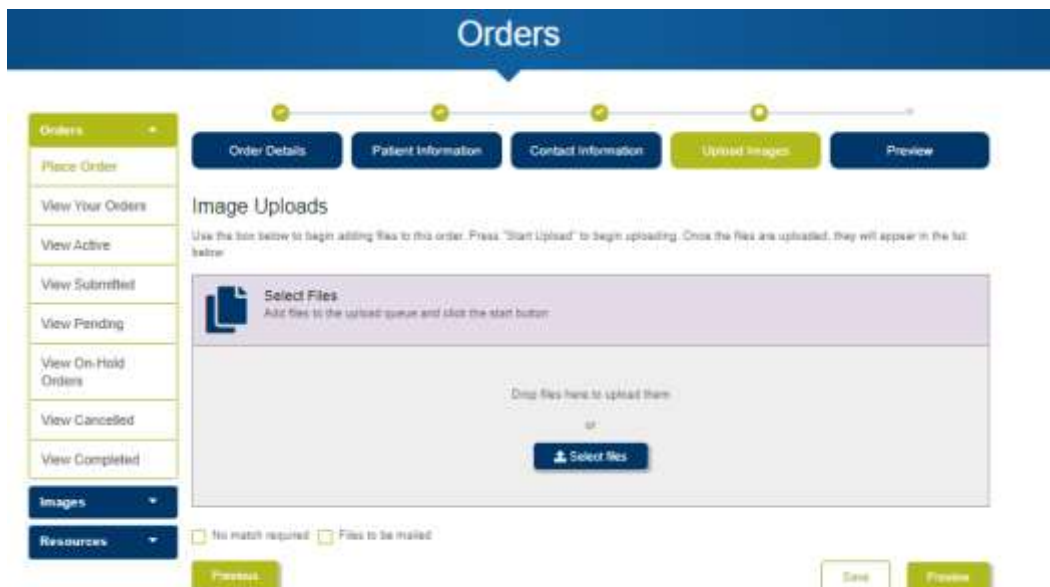 Orders
Orders
Place Order
View Your Orders
View Active
View Submitted
View Pending
View On-Hold
Orders
View Cancelled
View Completed
Images
Resources
Order Details
Patient Information
Contact Information
Upload Images
Preview
Image Uploads
Use the box below to begin adding files to this order. Press "Start Upload" to begin uploading. Once the files are uploaded, they will appear in the list
below
Select Files
Add files to the upload queue and click the start button
Drop files here to upload them
or
Select files
No match required Files to be mailed
Previous Save Preview